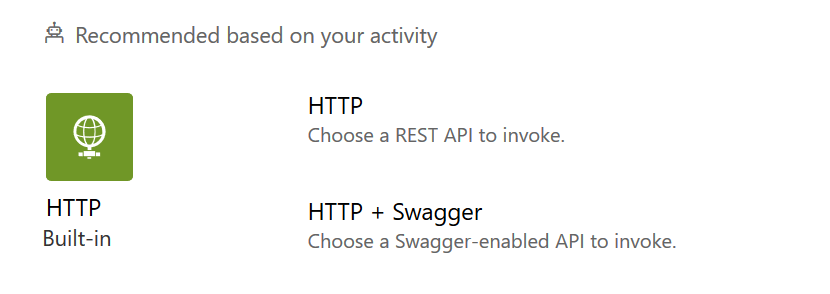 Recommended based on your activity
HTTP
Built-in
HTTP
Choose a REST API to invoke.
HTTP + Swagger
Choose a Swagger-enabled API to invoke.